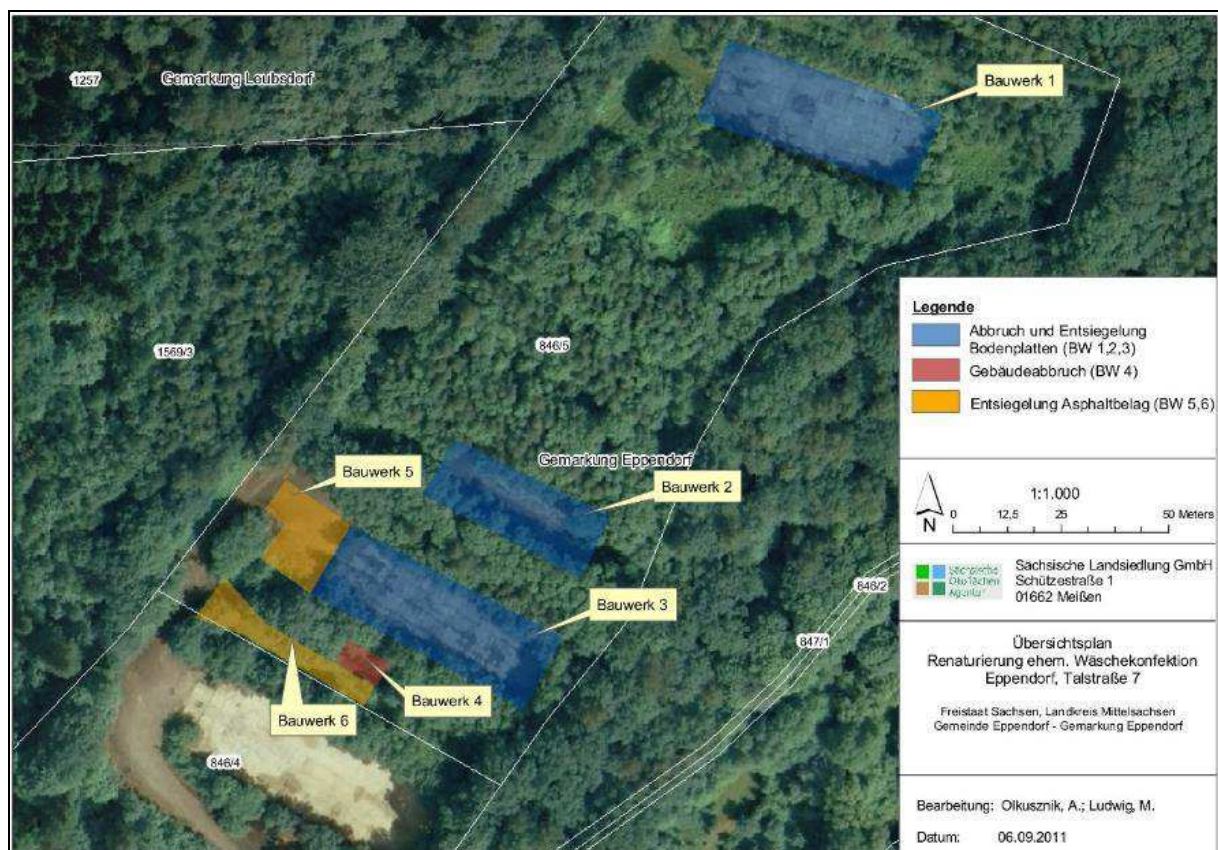 1257
Gemarkung Leubsdorf
Bauwerk 1
1569/3
846/5
Gemarkung Eppendorf
Bauwerk 5
Bauwerk 2
Bauwerk 3
Bauwerk 4
Bauwerk 6
846/4
846/2
847/1
Legende
Abbruch und Entsiegelung
Bodenplatten (BW 1,2,3)
Gebäudeabbruch (BW 4)
Entsiegelung Asphaltbelag (BW 5,6)
N
1:1.000
0 12,5 25 50 Meters
Sächsische
Ökoflächen
Agentur
Sächsische Landsiedlung GmbH
Schützestraße 1
01662 Meißen
Übersichtsplan
Renaturierung ehem. Wäschekonfektion
Eppendorf, Talstraße 7
Freistaat Sachsen, Landkreis Mittelsachsen
Gemeinde Eppendorf - Gemarkung Eppendorf
Bearbeitung: Olkusznik, A.; Ludwig, M.
Datum: 06.09.2011